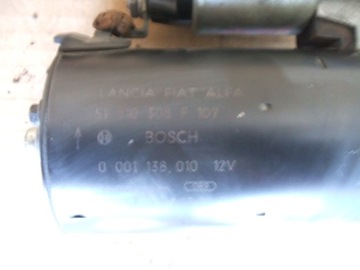 LANCIA FIAT ALFA
BOSCH
0 001 138,010 12V